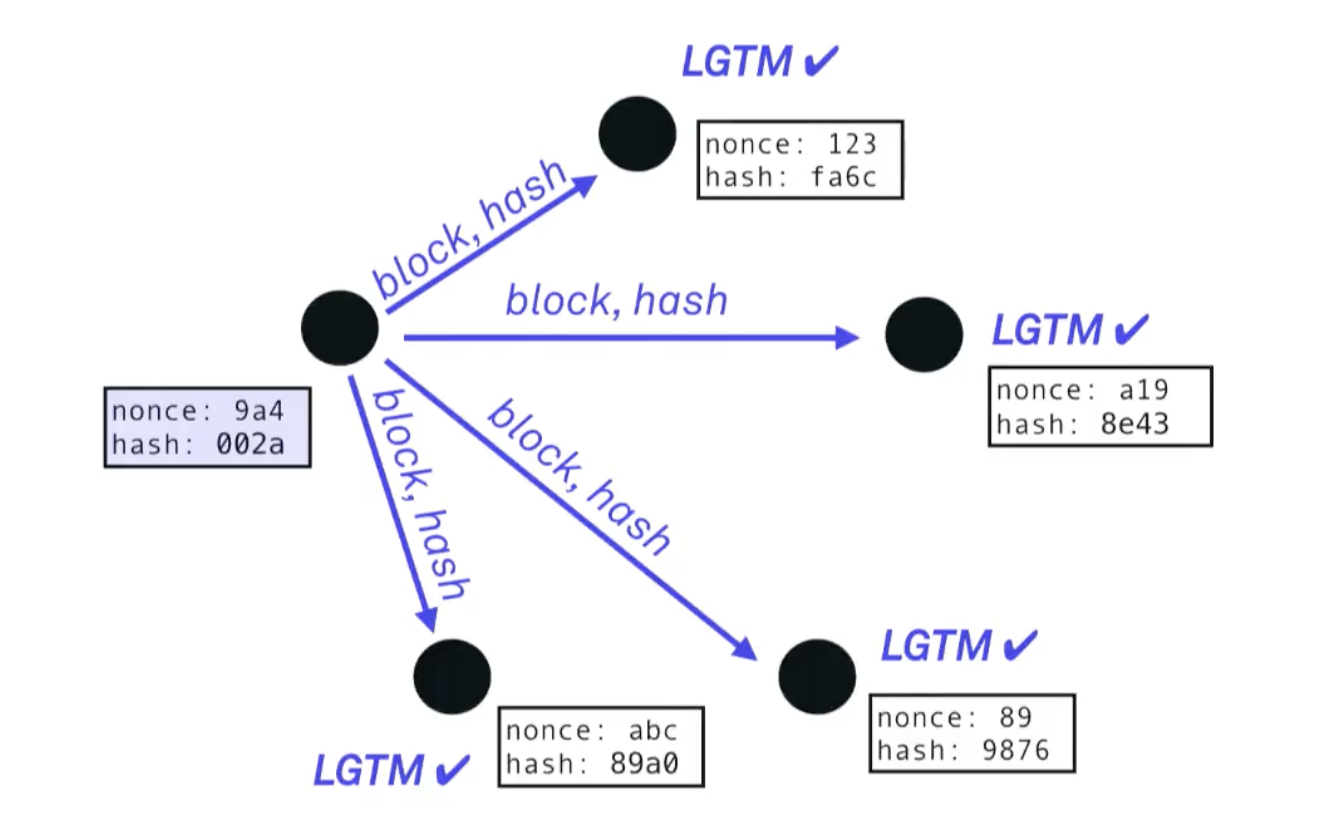 LGTM ✔
nonce: 123
hash: fa6c
block, hash
block, hash
LGTM ✔
nonce: a19
hash: 8e43
nonce: 9a4
hash: 002a
block, hash
block, hash
LGTM ✔
nonce: 89
hash: 9876
nonce: abc
hash: 89a0
LGTM ✔